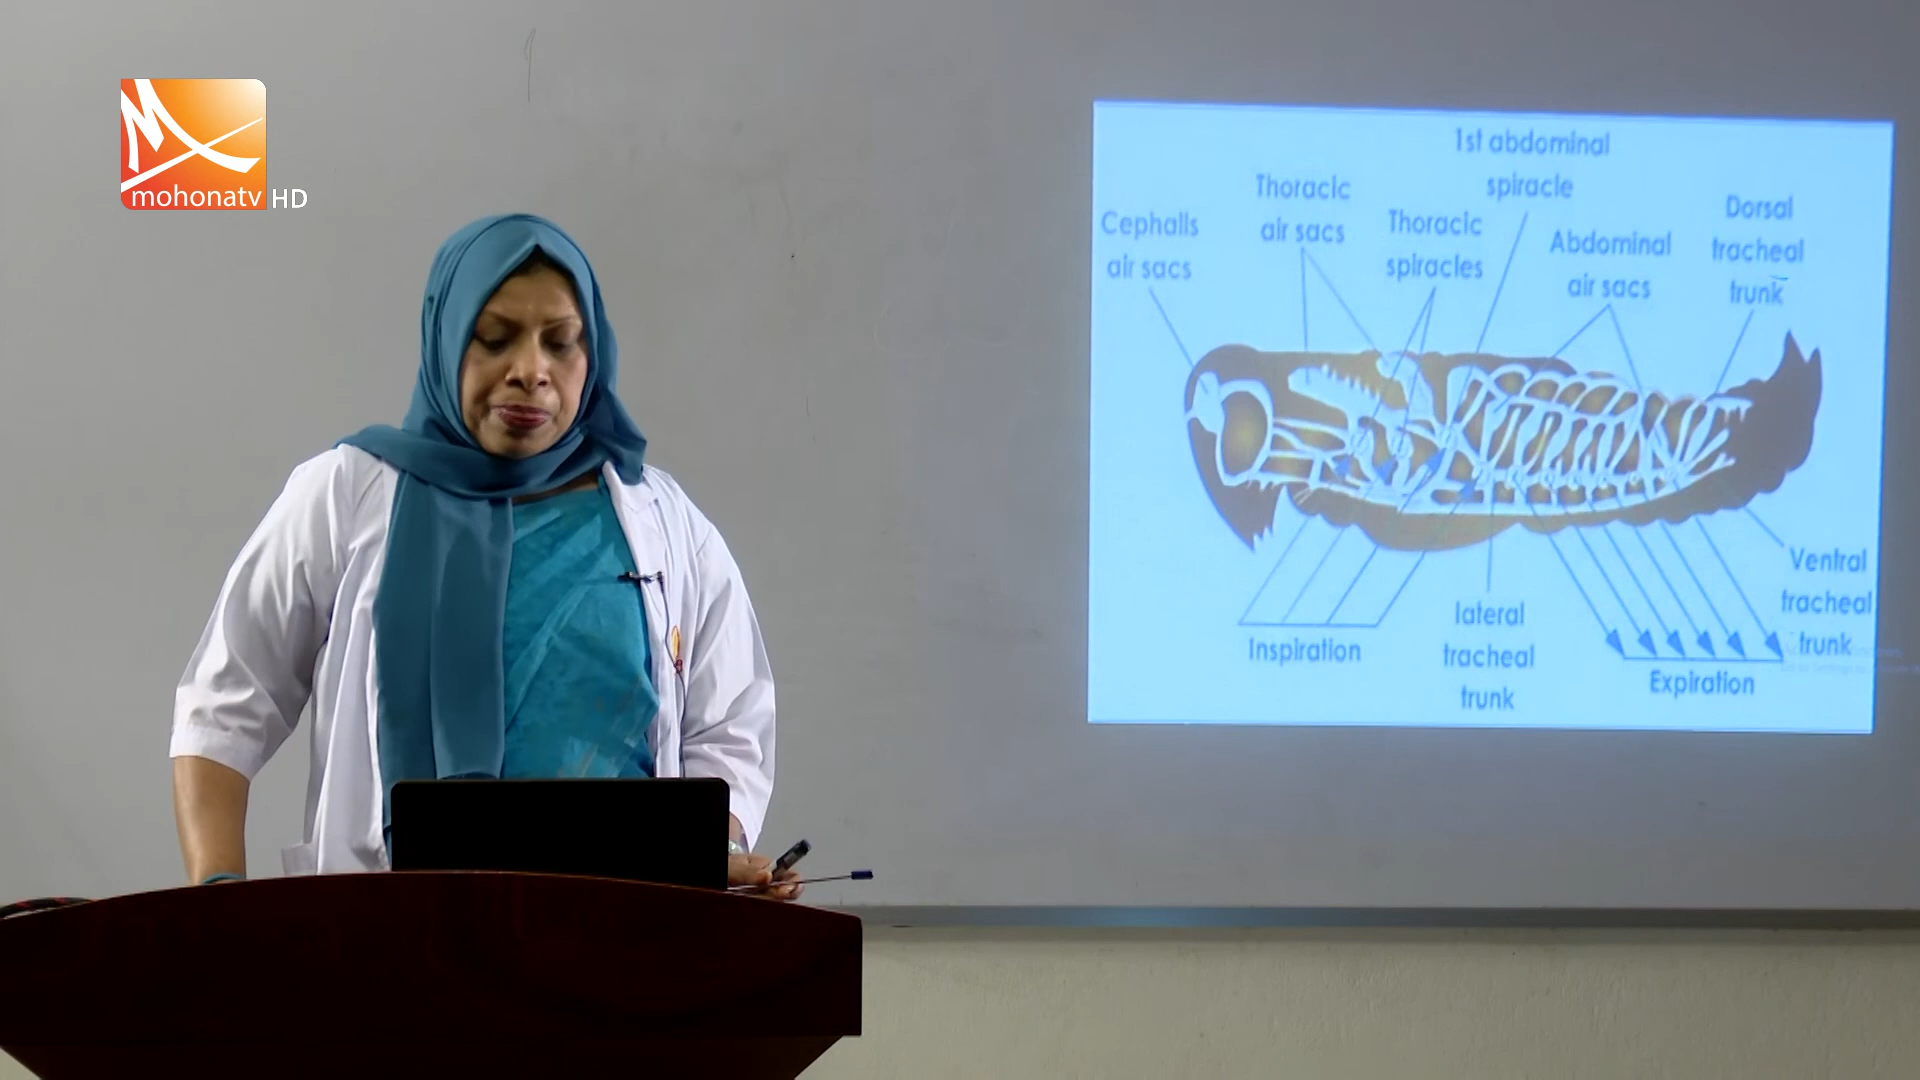 mohonatv HD
1st abdominal
spiracle
Thoracic
air sacs
Cephalls
air sacs
Thoracic
spiracles
Abdominal
air sacs
Dorsal
tracheal
trunk
Inspiration
lateral
tracheal
trunk
Expiration
Ventral
tracheal
trunk